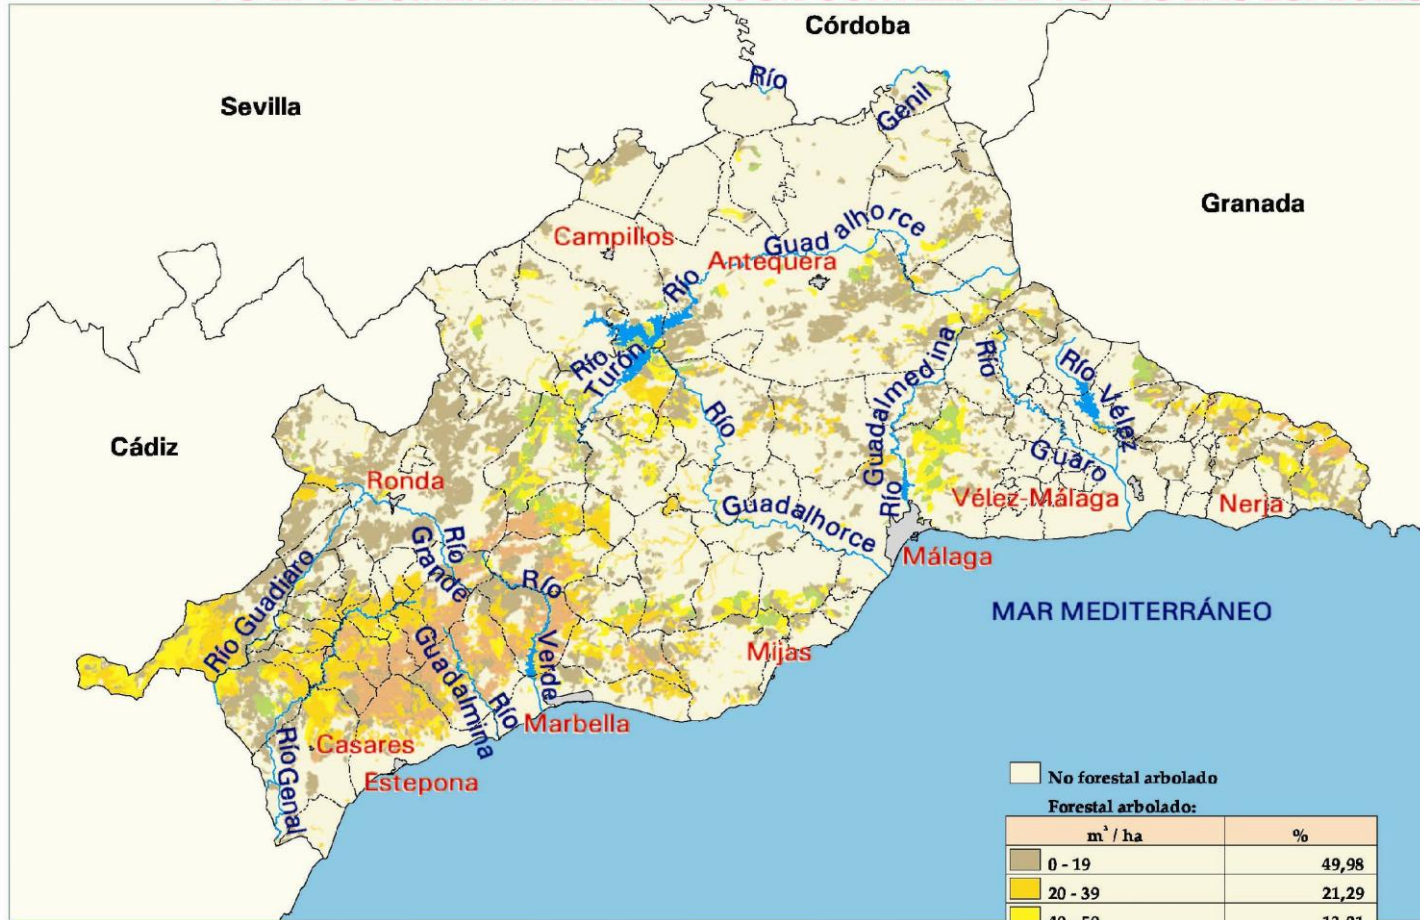 Córdoba
Río
Sevilla
Genil
Granada
Campillos
Guadalhorce
Antequera
Río
Río
Turón
Guadalmedina
Río
Río Vélez
Río
Cádiz
Guaro
Ronda
Vélez-Málaga
Río
Nerja
Guadalhorce
Río
Grande
Málaga
Río Guadiaro
Río
Verde
MAR MEDITERRÁNEO
Mijas
Guadalmina
Río
Marbella
Casares
Río Genal
Estepona
No forestal arbolado
Forestal arbolado:
m³ / ha %
0 - 19 49,98
20 - 39 21,29